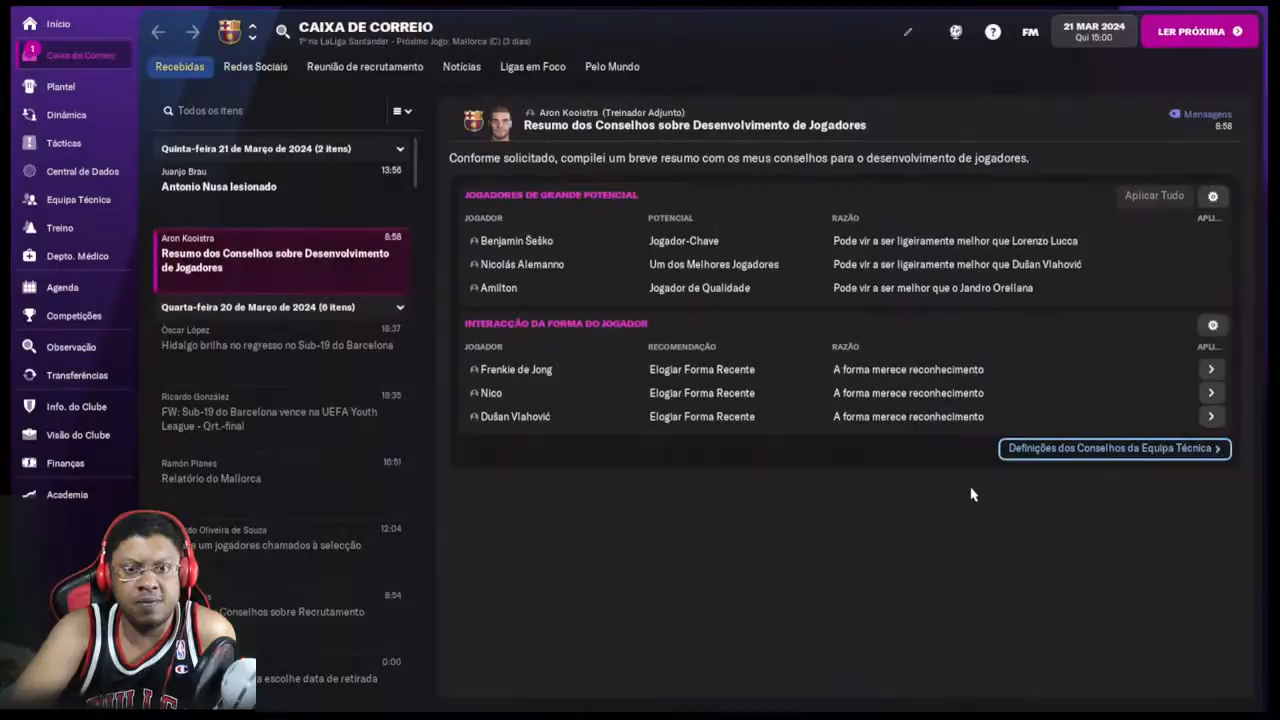 Início
CAIXA DE CORREIO
1º na LaLiga Santander - Próximo Jogo: Mallorca (C) (3 dias)
FM
21 MAR 2024
Qui 15:00
LER PRÓXIMA
1
Caixa de Correio
Recebidas
Redes Sociais
Reunião de recrutamento
Notícias
Ligas em Foco
Pelo Mundo
Plantel
Dinâmica
Tácticas
Central de Dados
Equipa Técnica
Treino
Depto. Médico
Agenda
Competições
Observação
Transferências
Info. do Clube
Visão do Clube
Finanças
Academia
Todos os itens
Quinta-feira 21 de Março de 2024 (2 itens)
Juanjo Brau 13:56
Antonio Nusa lesionado
Aron Kooistra 8:58
Resumo dos Conselhos sobre Desenvolvimento
de Jogadores
Quarta-feira 20 de Março de 2024 (6 itens)
Òscar López 18:37
Hidalgo brilha no regresso no Sub-19 do Barcelona
Ricardo González 18:35
FW: Sub-19 do Barcelona vence na UEFA Youth
League - Qrt.-final
Ramón Planes 16:51
Relatório do Mallorca
Oliveira de Souza 12:04
um jogadores chamados à selecção
8:54
Conselhos sobre Recrutamento
0:00
escolhe data de retirada
Aron Kooistra (Treinador Adjunto)
Resumo dos Conselhos sobre Desenvolvimento de Jogadores
Mensagens
8:58
Conforme solicitado, compilei um breve resumo com os meus conselhos para o desenvolvimento de jogadores.
JOGADORES DE GRANDE POTENCIAL
Aplicar Tudo
JOGADOR POTENCIAL RAZÃO APLI...
Benjamin Šeško Jogador-Chave Pode vir a ser ligeiramente melhor que Lorenzo Lucca
Nicolás Alemanno Um dos Melhores Jogadores Pode vir a ser ligeiramente melhor que Dušan Vlahović
Amilton Jogador de Qualidade Pode vir a ser melhor que o Jandro Orellana
INTERACÇÃO DA FORMA DO JOGADOR
JOGADOR RECOMENDAÇÃO RAZÃO APLI...
Frenkie de Jong Elogiar Forma Recente A forma merece reconhecimento
Nico Elogiar Forma Recente A forma merece reconhecimento
Dušan Vlahović Elogiar Forma Recente A forma merece reconhecimento
Definições dos Conselhos da Equipa Técnica